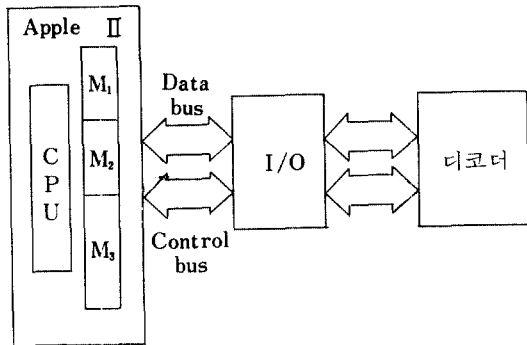 Apple II
M₁
M₂
M₃
C
P
U
Data
bus
Control
bus
I/O
디코더